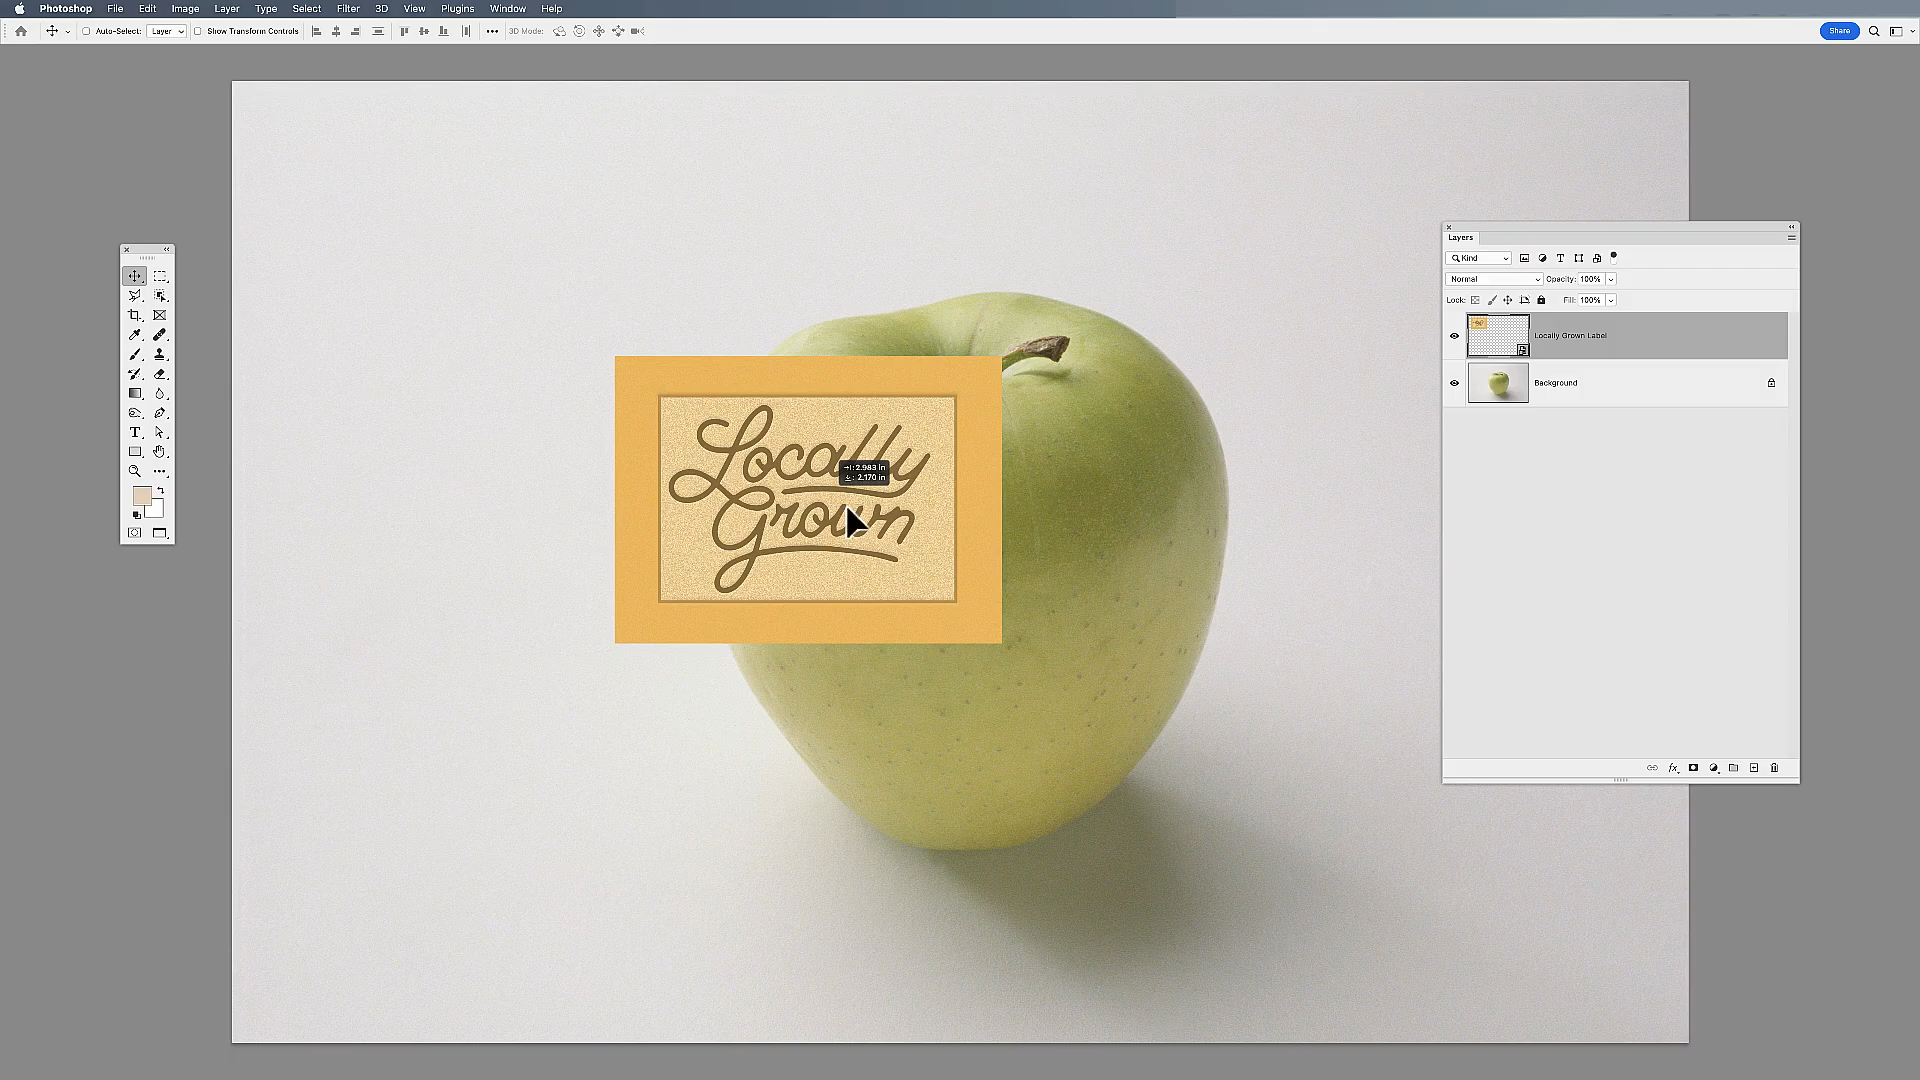 Photoshop File Edit Image Layer Type Select Filter 3D View Plugins Window Help
Auto-Select: Layer Show Transform Controls 3D Mode: Share
Layers
Kind
Normal Opacity: 100%
Lock: Fill: 100%
Locally Grown Label
Background
Locally
Grown
2.983 in
2.170 in